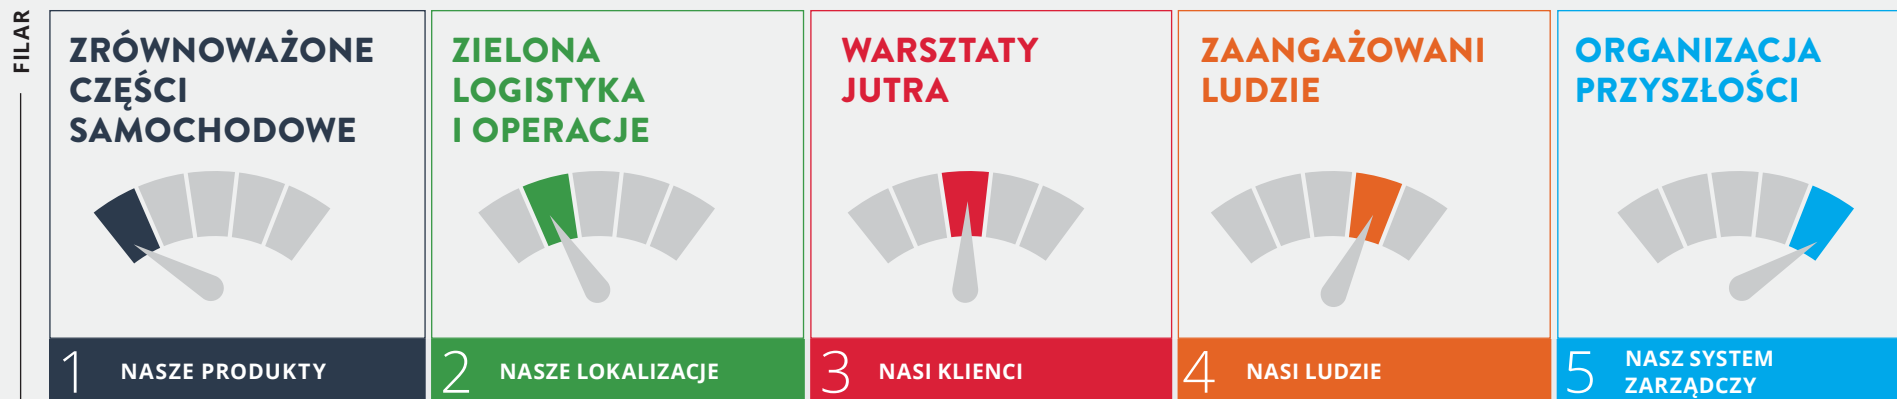 FILAR
ZRÓWNOWAŻONE
CZĘŚCI
SAMOCHODOWE
1 NASZE PRODUKTY
ZIELONA
LOGISTYKA
I OPERACJE
2 NASZE LOKALIZACJE
WARSZTATY
JUTRA
3 NASI KLIENCI
ZAANGAŻOWANI
LUDZIE
4 NASI LUDZIE
ORGANIZACJA
PRZYSZŁOŚCI
5 NASZ SYSTEM
ZARZĄDCZY